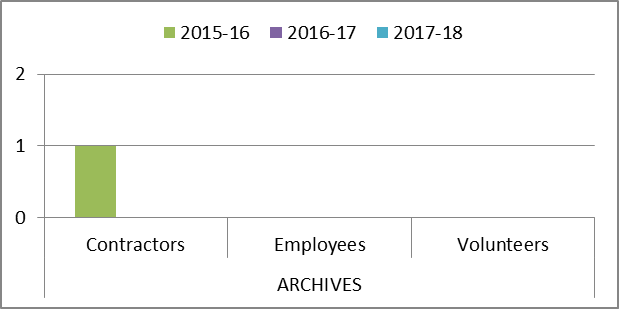 2015-16 2016-17 2017-18
2
1
0
Contractors Employees Volunteers
ARCHIVES